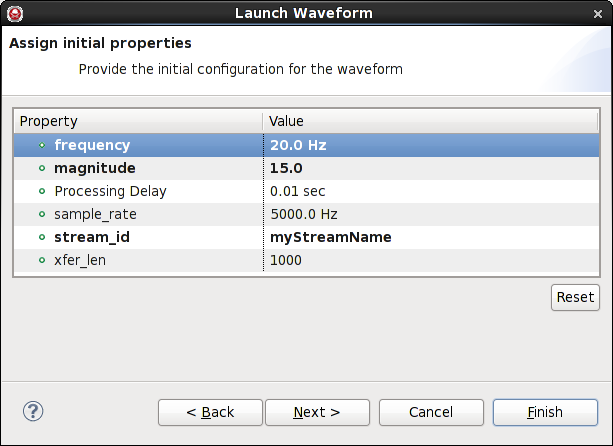 Launch Waveform
Assign initial properties
Provide the initial configuration for the waveform
Property Value
frequency 20.0 Hz
magnitude 15.0
Processing Delay 0.01 sec
sample_rate 5000.0 Hz
stream_id myStreamName
xfer_len 1000
Reset
? < Back Next > Cancel Finish